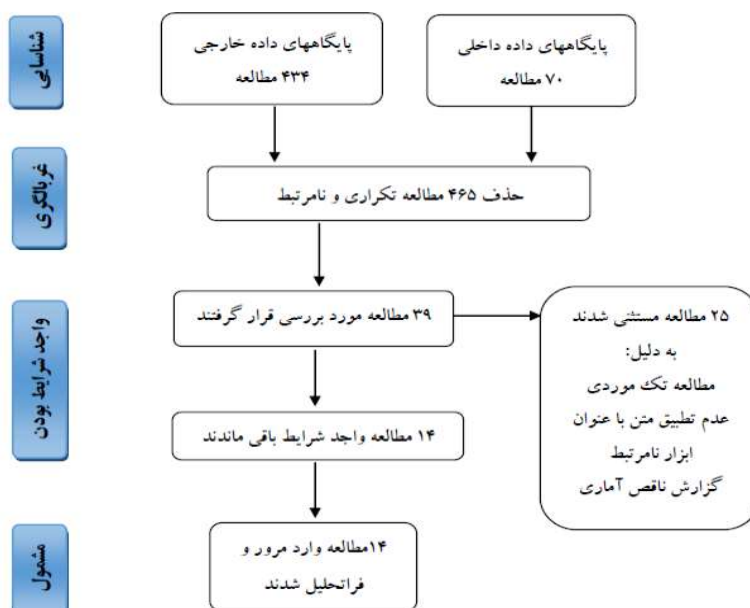 شناسایی
پایگاههای داده داخلی
۷۰ مطالعه
پایگاههای داده خارجی
۴۳۴ مطالعه
غربالگری
حذف ۴۶۵ مطالعه تکراری و نامرتبط
واجد شرایط بودن
۳۹ مطالعه مورد بررسی قرار گرفتند
۲۵ مطالعه مستثنی شدند
به دلیل:
مطالعه تک موردی
عدم تطبیق متن با عنوان
ابزار نامرتبط
گزارش ناقص آماری
۱۴ مطالعه واجد شرایط باقی ماندند
مشمول
۱۴مطالعه وارد مرور و
فراتحلیل شدند